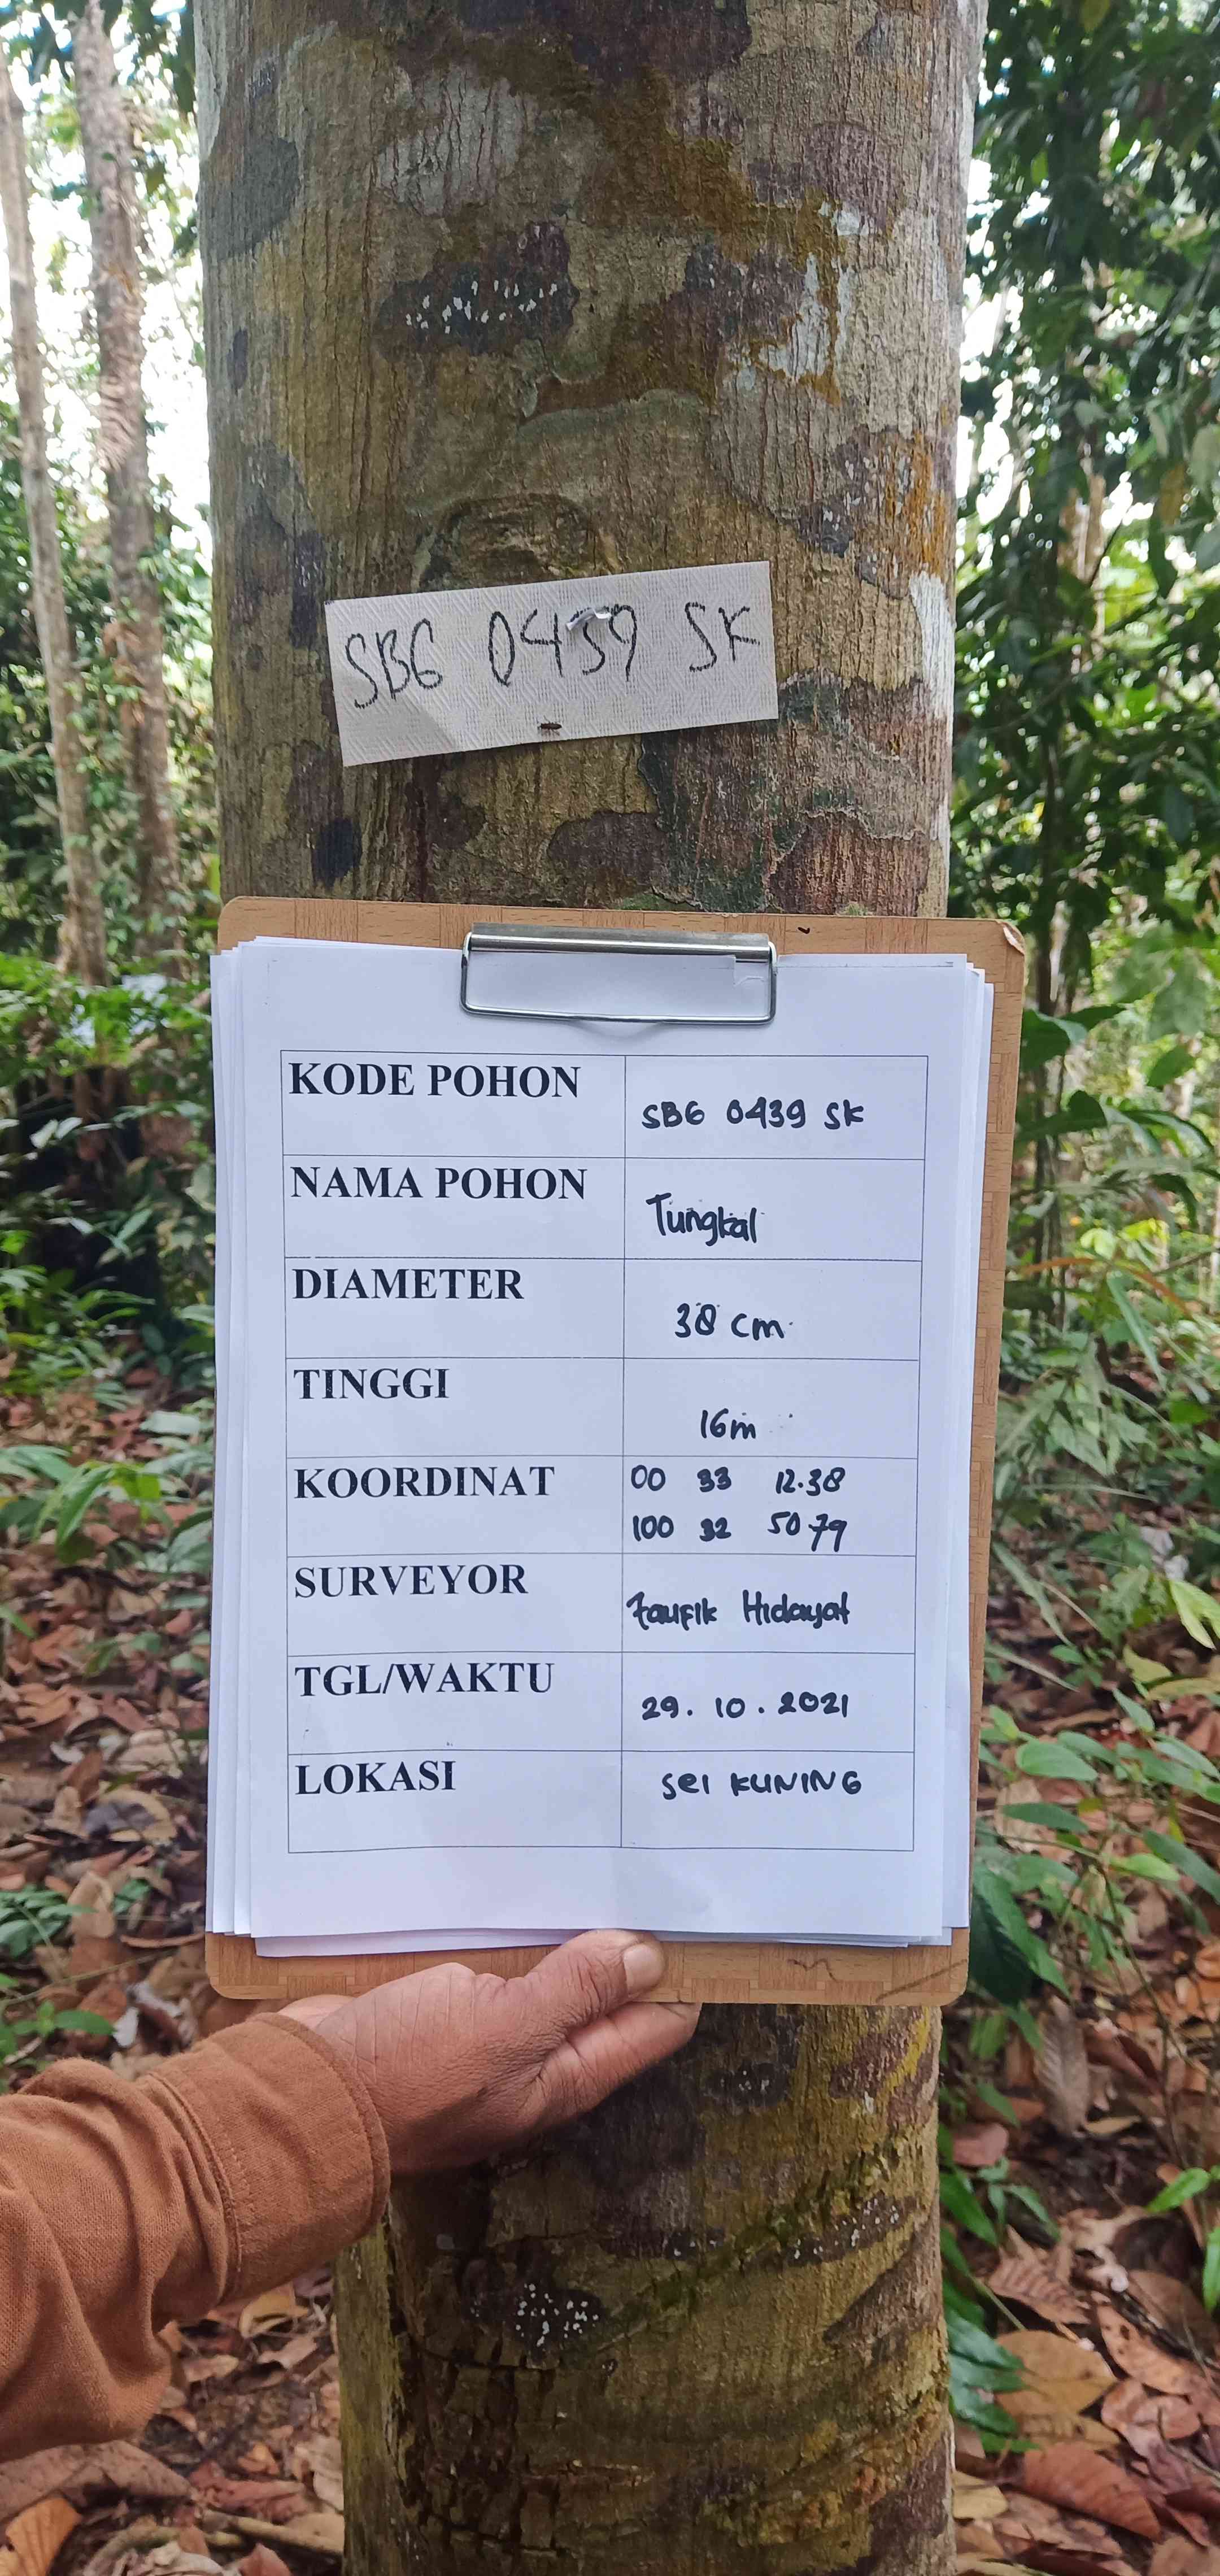 SBG 0439 SK
KODE POHON
SBG 0439 SK
NAMA POHON
Tungkal
DIAMETER
38 cm
TINGGI
16m
KOORDINAT
00 33 12.38
100 32 50 79
SURVEYOR
Taufik Hidayat
TGL/WAKTU
29.10.2021
LOKASI
Sei KUNING